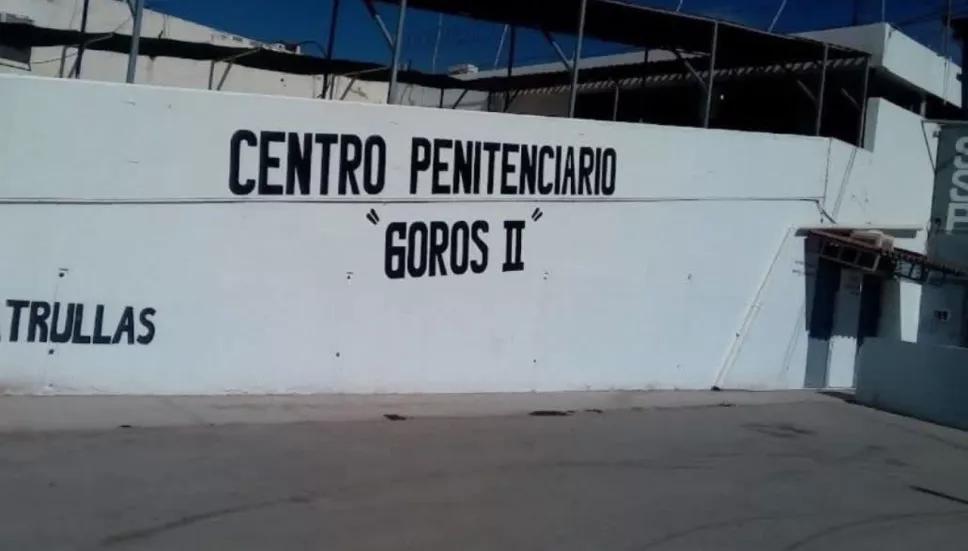 CENTRO PENITENCIARIO
"GOROS II"
TRULLAS